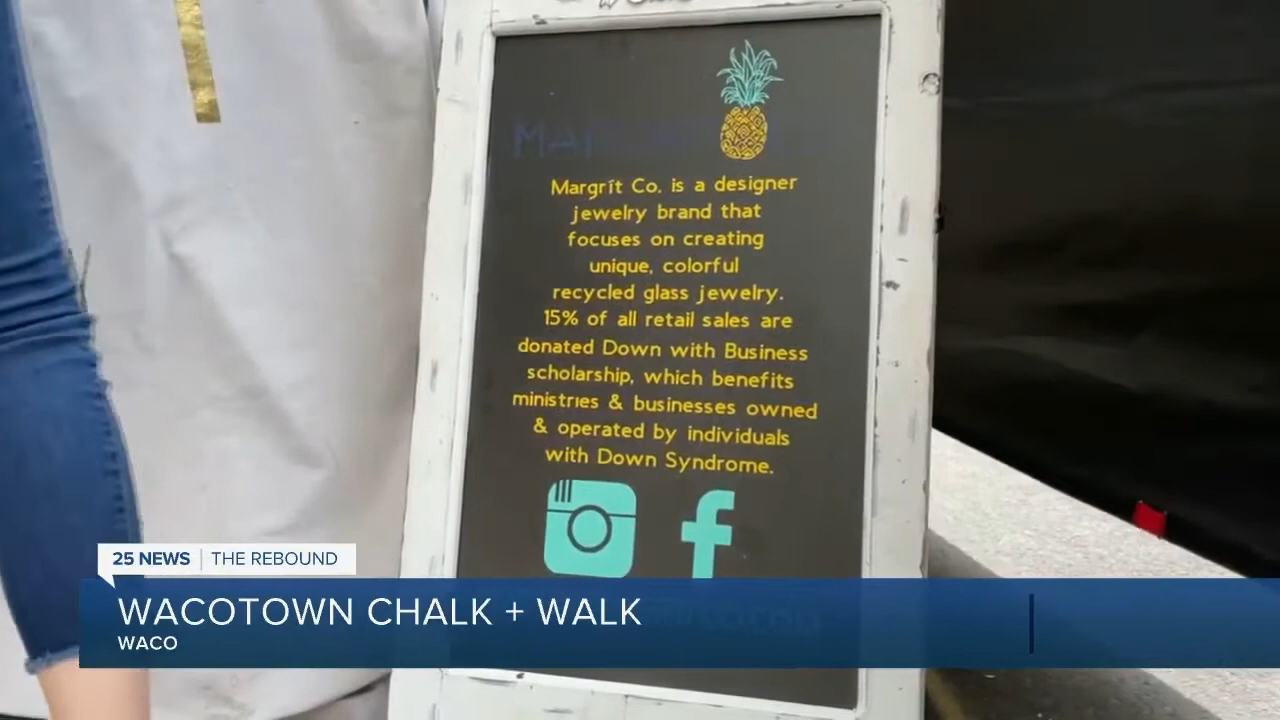 Margrít Co. is a designer
jewelry brand that
focuses on creating
unique, colorful
recycled glass jewelry.
15% of all retail sales are
donated Down with Business
scholarship, which benefits
ministries & businesses owned
& operated by individuals
with Down Syndrome.
25 NEWS | THE REBOUND
WACOTOWN CHALK + WALK
WACO